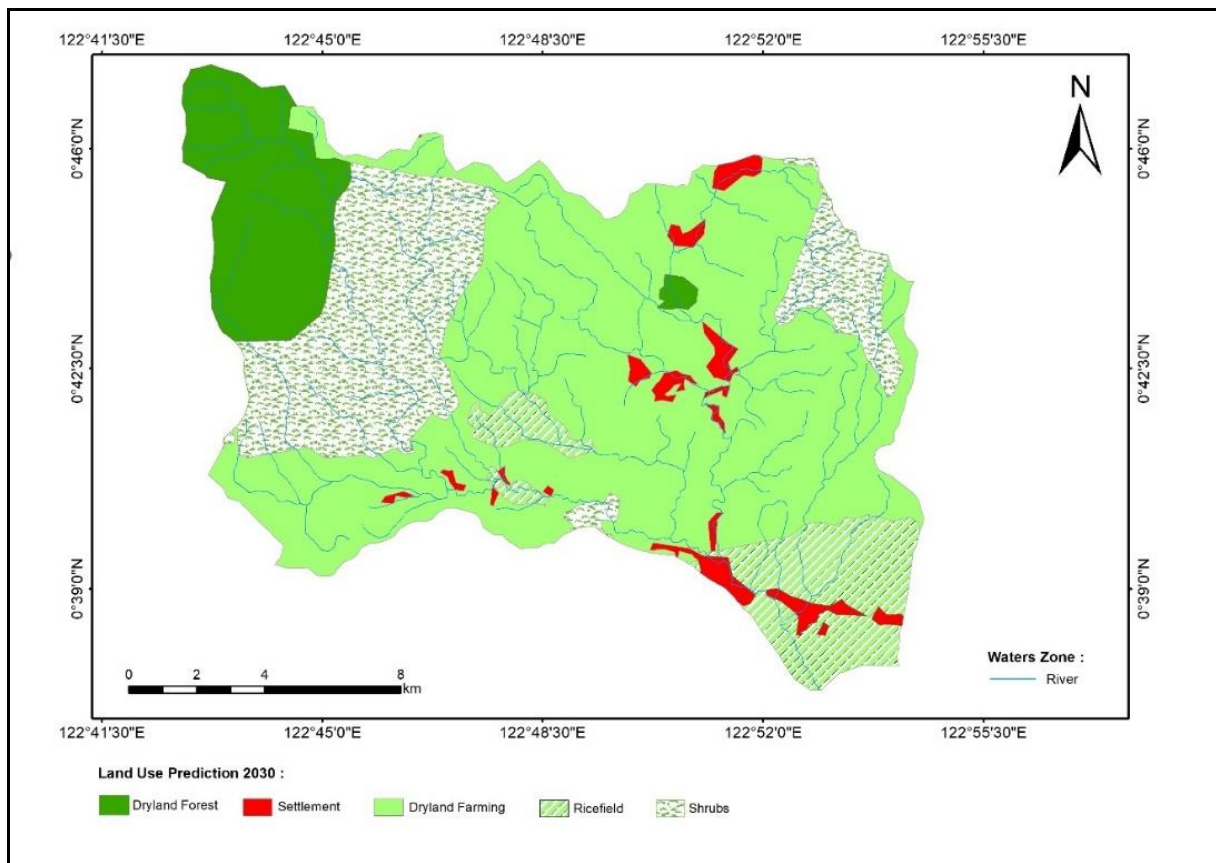 122°41'30"E 122°45'0"E 122°48'30"E 122°52'0"E 122°55'30"E
N
0°46'0"N 0°46'0"N
0°42'30"N 0°42'30"N
0°39'0"N 0°39'0"N
Waters Zone :
River
0 2 4 8
km
122°41'30"E 122°45'0"E 122°48'30"E 122°52'0"E 122°55'30"E
Land Use Prediction 2030 :
Dryland Forest Settlement Dryland Farming Ricefield Shrubs